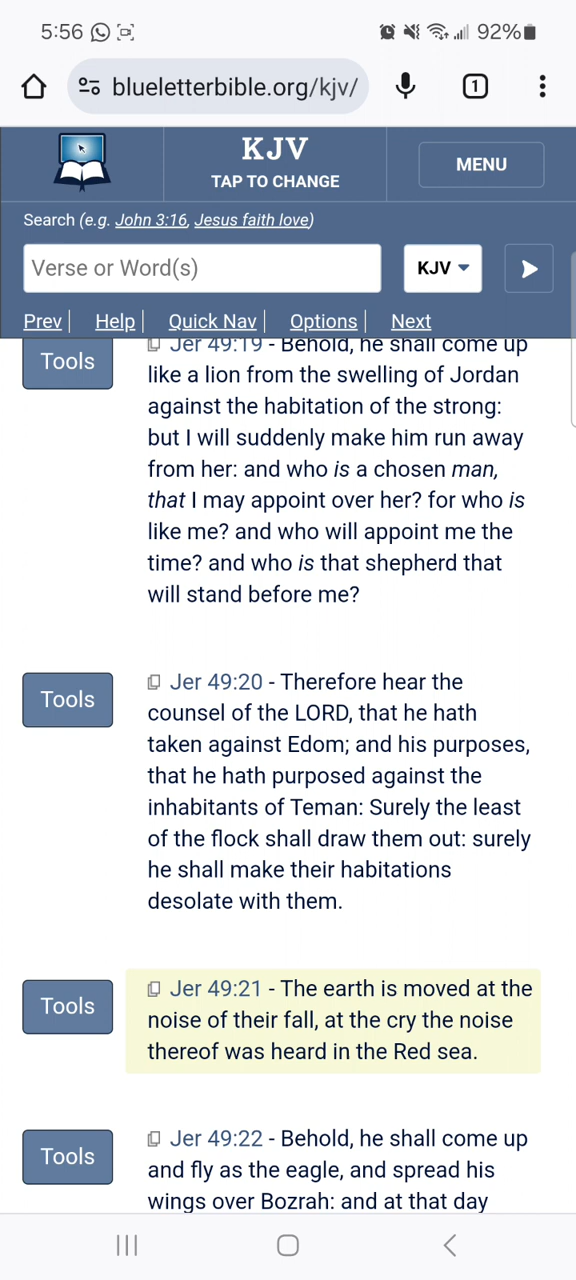 5:56
92%
blueletterbible.org/kjv/
1
KJV
TAP TO CHANGE
MENU
Search (e.g. John 3:16, Jesus faith love)
Verse or Word(s)
KJV
Prev | Help | Quick Nav | Options | Next
Tools
Jer 49:19 - Behold, he shall come up
like a lion from the swelling of Jordan
against the habitation of the strong:
but I will suddenly make him run away
from her: and who is a chosen man,
that I may appoint over her? for who is
like me? and who will appoint me the
time? and who is that shepherd that
will stand before me?
Tools
Jer 49:20 - Therefore hear the
counsel of the LORD, that he hath
taken against Edom; and his purposes,
that he hath purposed against the
inhabitants of Teman: Surely the least
of the flock shall draw them out: surely
he shall make their habitations
desolate with them.
Tools
Jer 49:21 - The earth is moved at the
noise of their fall, at the cry the noise
thereof was heard in the Red sea.
Tools
Jer 49:22 - Behold, he shall come up
and fly as the eagle, and spread his
wings over Bozrah: and at that day